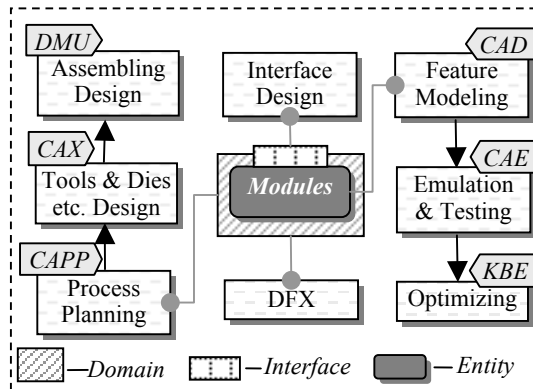 DMU
Assembling
Design
CAX
Tools & Dies
etc. Design
CAPP
Process
Planning
Interface
Design
Modules
DFX
CAD
Feature
Modeling
CAE
Emulation
& Testing
KBE
Optimizing
—Domain
—Interface
—Entity